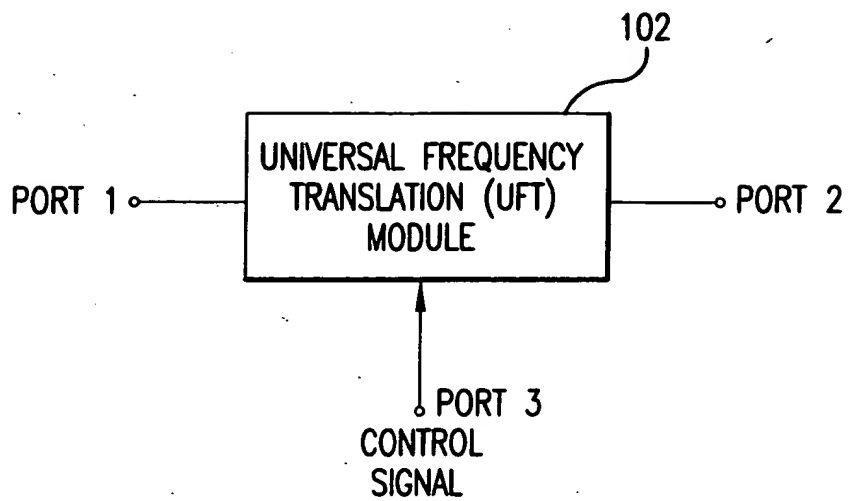 102
UNIVERSAL FREQUENCY
TRANSLATION (UFT)
MODULE
PORT 1
PORT 2
PORT 3
CONTROL
SIGNAL